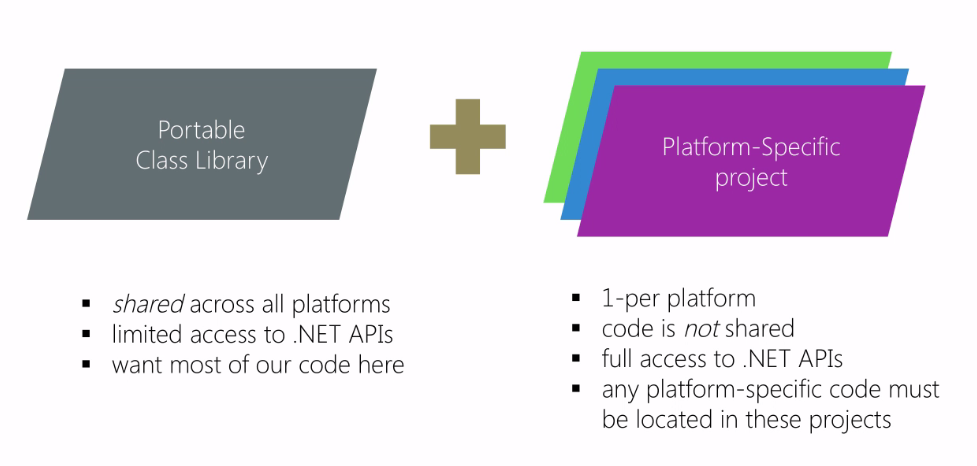 Portable
Class Library
Platform-Specific
project
▪ shared across all platforms
▪ limited access to .NET APIs
▪ want most of our code here
▪ 1-per platform
▪ code is not shared
▪ full access to .NET APIs
▪ any platform-specific code must
be located in these projects